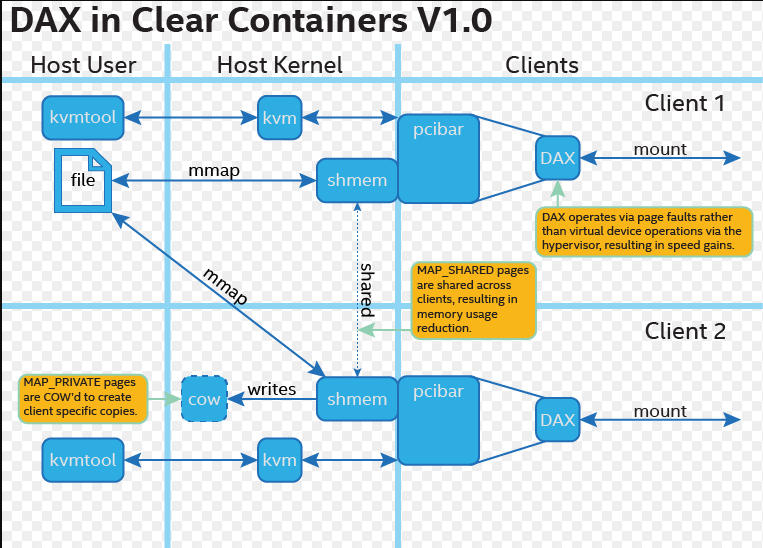 DAX in Clear Containers V1.0
Host User
Host Kernel
Clients
Client 1
kvmtool
kvm
pcibar
DAX
mount
file
mmap
shmem
DAX operates via page faults rather
than virtual device operations via the
hypervisor, resulting in speed gains.
mmap
shared
MAP_SHARED pages
are shared across
clients, resulting in
memory usage
reduction.
Client 2
MAP_PRIVATE pages
are COW'd to create
client specific copies.
cow
writes
shmem
pcibar
DAX
mount
kvmtool
kvm